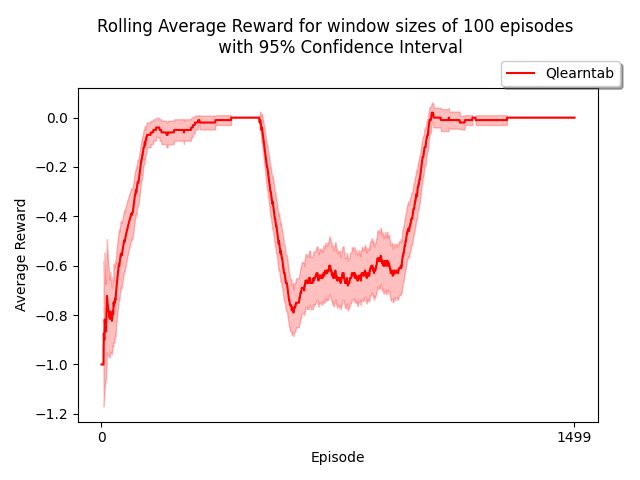 Rolling Average Reward for window sizes of 100 episodes
with 95% Confidence Interval
Qlearntab
0.0
−0.2
−0.4
−0.6
−0.8
−1.0
−1.2
Average Reward
0
1499
Episode